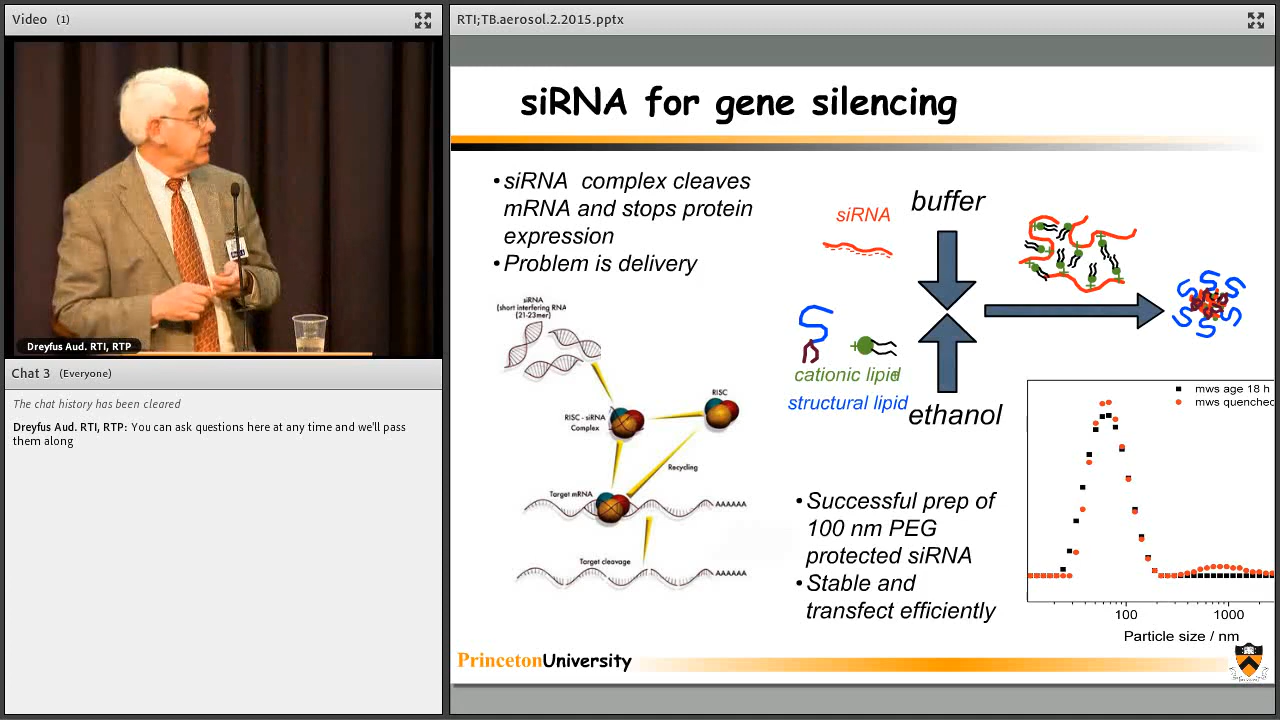 Video (1)
RTI;TB.aerosol.2.2015.pptx
Dreyfus Aud. RTI, RTP
Chat 3 (Everyone)
The chat history has been cleared
Dreyfus Aud. RTI, RTP: You can ask questions here at any time and we'll pass
them along
siRNA for gene silencing
•siRNA complex cleaves
mRNA and stops protein
expression
•Problem is delivery
siRNA
(short interfering RNA)
(21-23mer)
RISC - siRNA
Complex
RISC
Recycling
Target mRNA
AAAAAA
Target cleavage
AAAAAA
siRNA
buffer
cationic lipid
structural lipid
ethanol
•Successful prep of
100 nm PEG
protected siRNA
•Stable and
transfect efficiently
mws age 18 h
mws quenched
100 1000
Particle size / nm
PrincetonUniversity